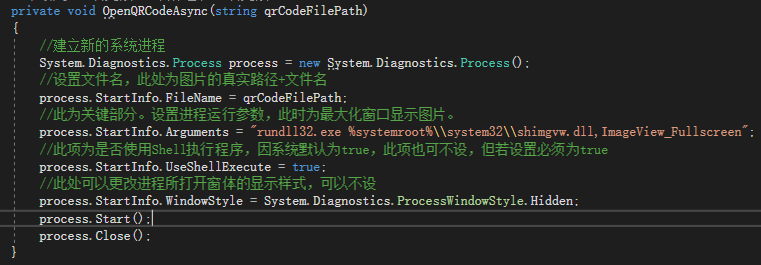 private void OpenQRCodeAsync(string qrCodeFilePath)
{
//建立新的系统进程
System.Diagnostics.Process process = new System.Diagnostics.Process();
//设置文件名，此处为图片的真实路径+文件名
process.StartInfo.FileName = qrCodeFilePath;
//此为关键部分。设置进程运行参数，此时为最大化窗口显示图片。
process.StartInfo.Arguments = "rundll32.exe %systemroot%\\system32\\shimgvw.dll,ImageView_Fullscreen";
//此项为是否使用Shell执行程序，因系统默认为true，此项也可不设，但若设置必须为true
process.StartInfo.UseShellExecute = true;
//此处可以更改进程所打开窗体的显示样式，可以不设
process.StartInfo.WindowStyle = System.Diagnostics.ProcessWindowStyle.Hidden;
process.Start();
process.Close();
}